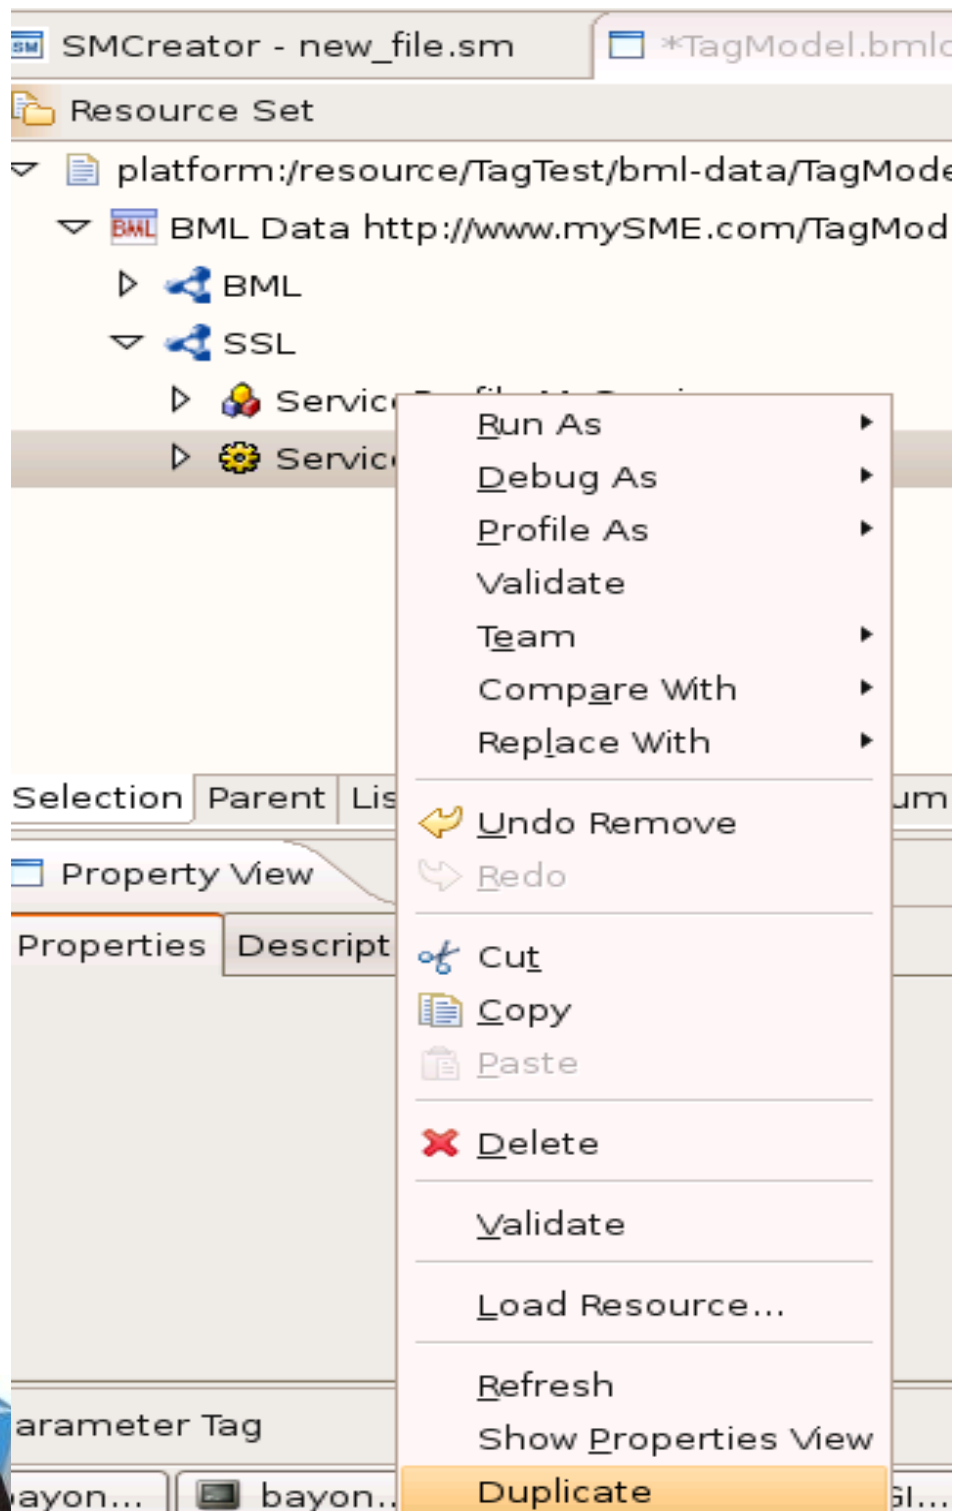 SMCreator - new_file.sm
*TagModel.bml
Resource Set
platform:/resource/TagTest/bml-data/TagMode
BML Data http://www.mySME.com/TagMod
BML
SSL
Servic
Servic
Run As
Debug As
Profile As
Validate
Team
Compare With
Replace With
Selection Parent Lis
Undo Remove
Property View
Redo
Properties Descript
Cut
Copy
Paste
Delete
Validate
Load Resource...
Refresh
arameter Tag
Show Properties View
ayon... bayon..
Duplicate